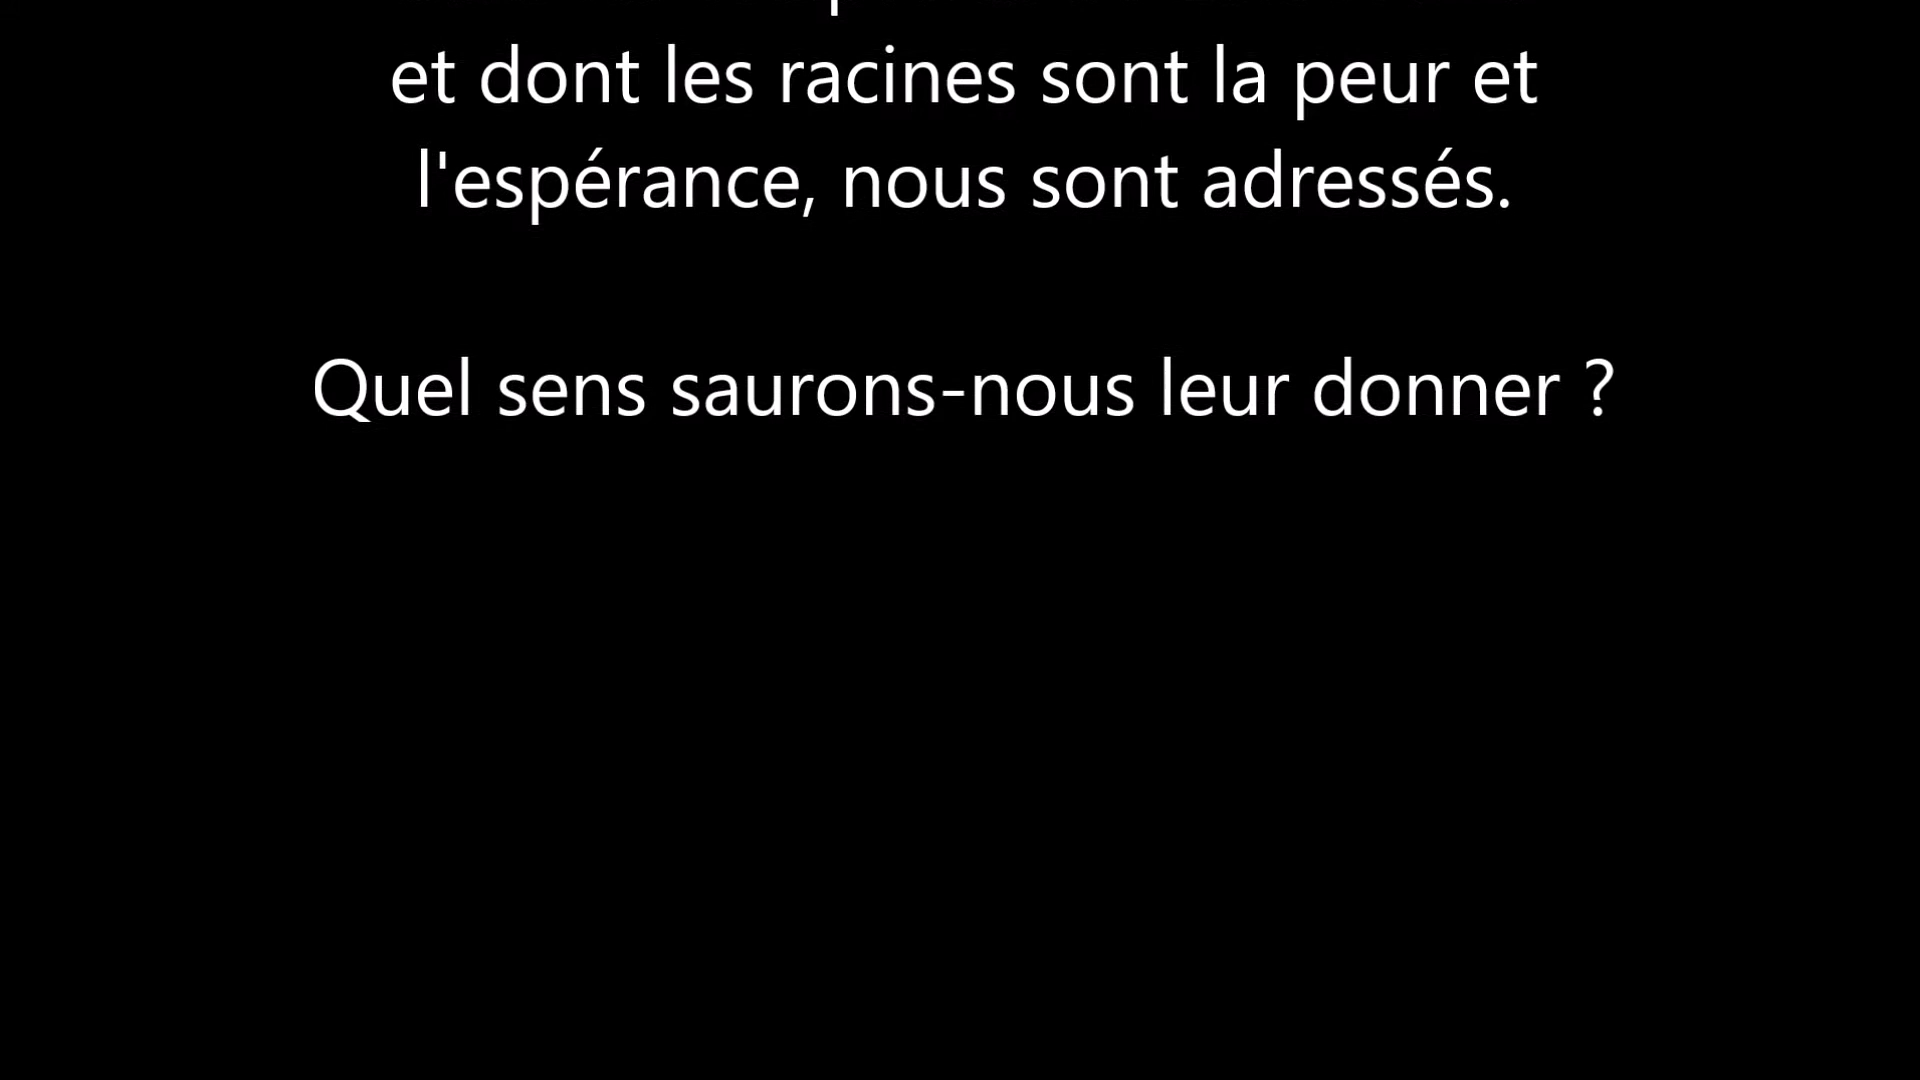 et dont les racines sont la peur et
l'espérance, nous sont adressés.
Quel sens saurons-nous leur donner ?